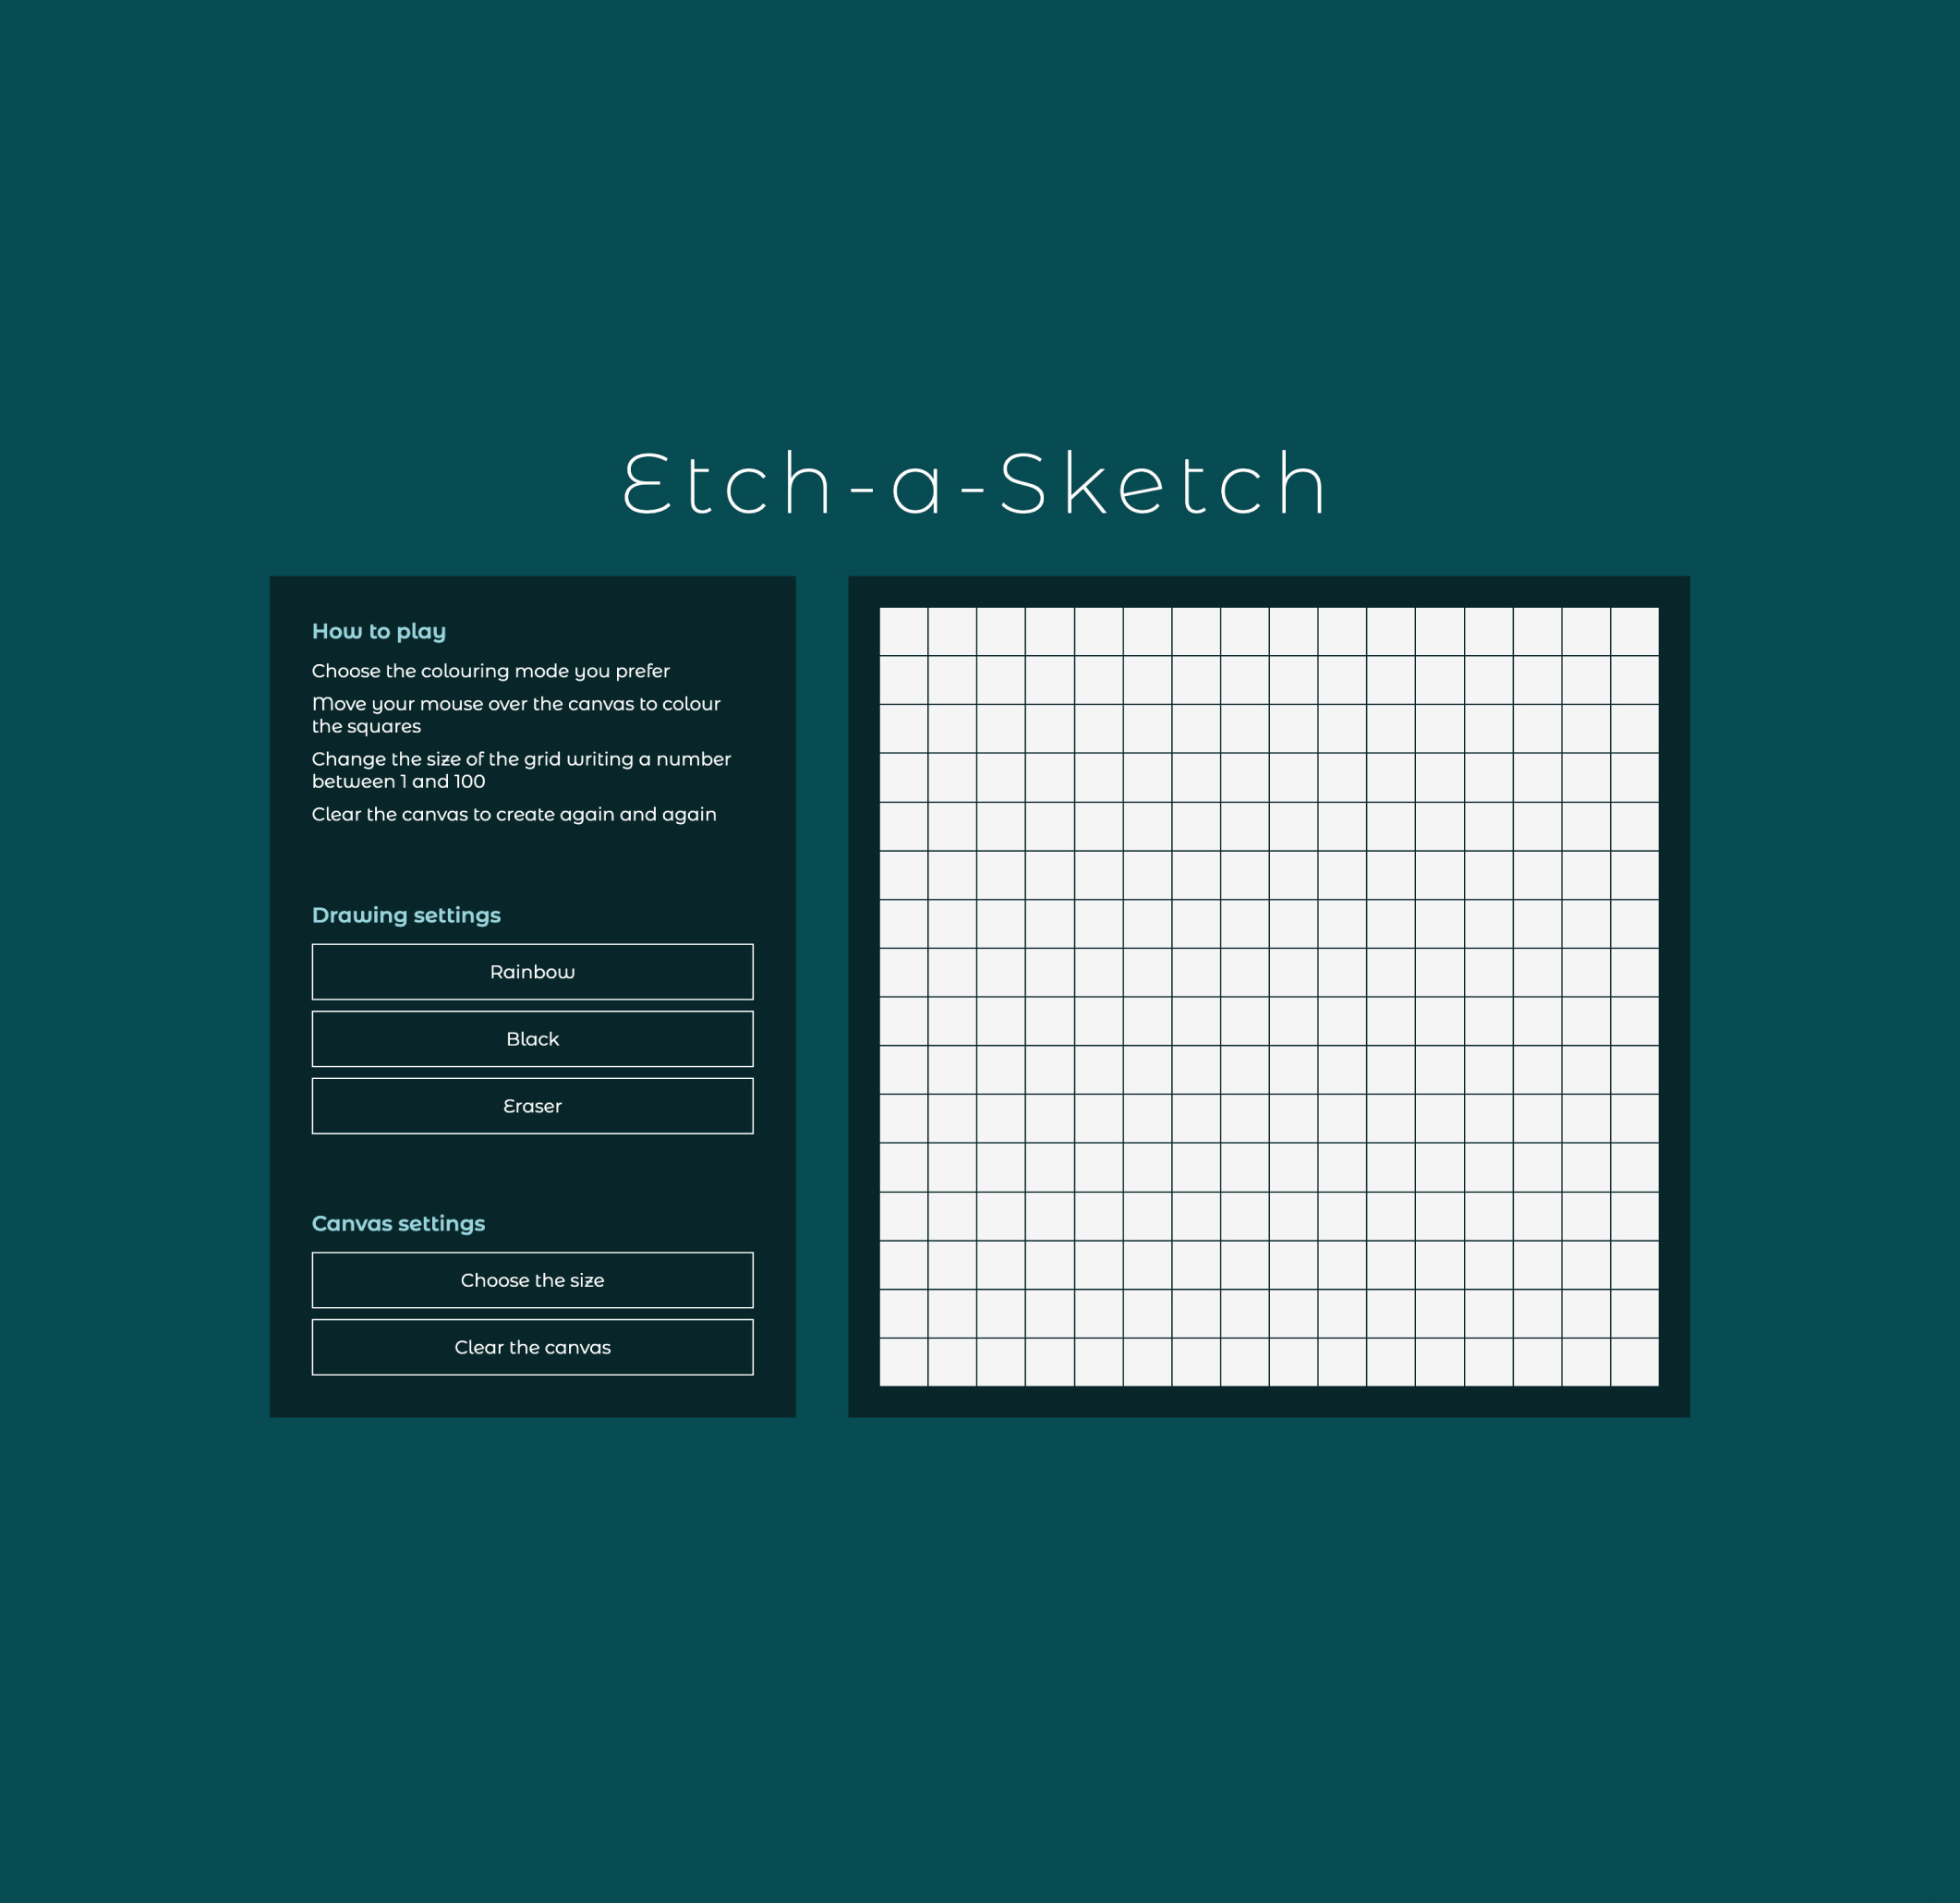 Etch-a-Sketch
How to play
Choose the colouring mode you prefer
Move your mouse over the canvas to colour
the squares
Change the size of the grid writing a number
between 1 and 100
Clear the canvas to create again and again
Drawing settings
Rainbow
Black
Eraser
Canvas settings
Choose the size
Clear the canvas